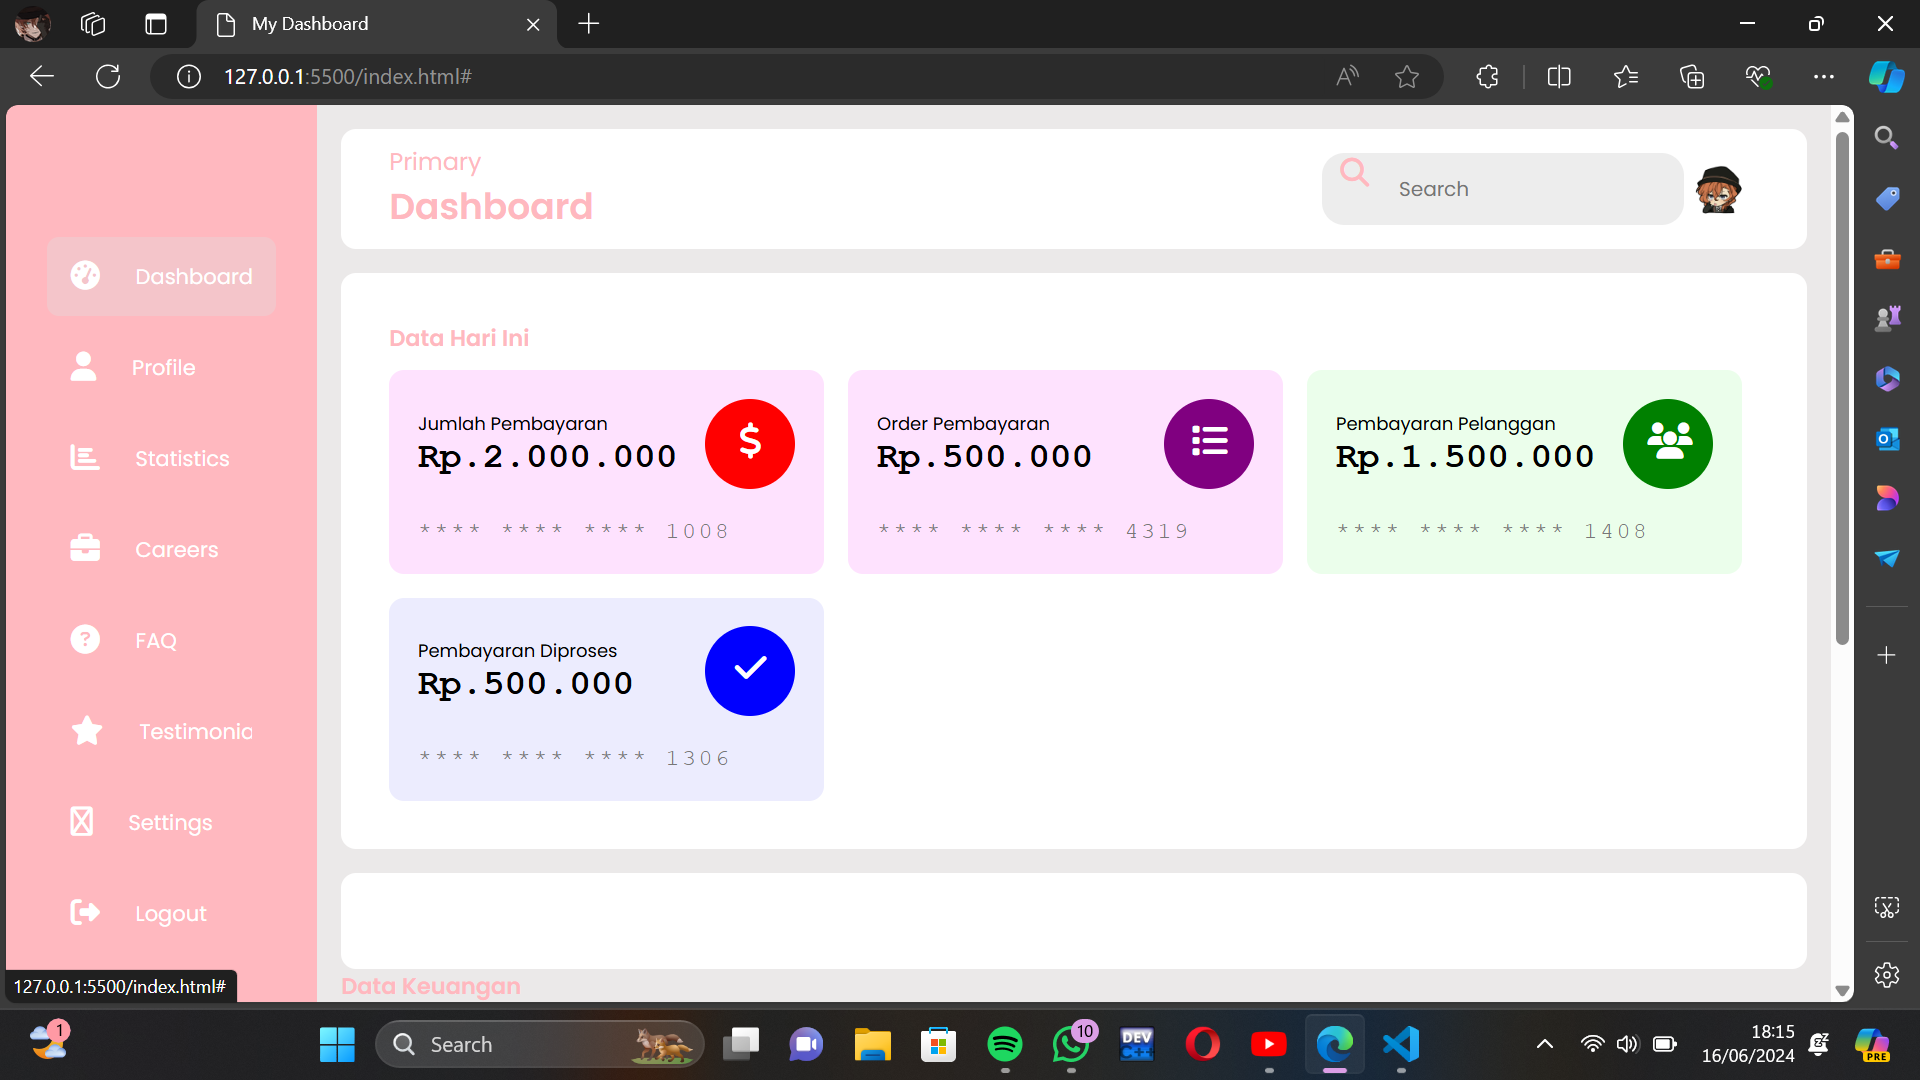 My Dashboard
127.0.0.1:5500/index.html#
Primary
Dashboard
Search
Dashboard
Profile
Statistics
Careers
FAQ
Testimonic
Settings
Logout
Data Hari Ini
Jumlah Pembayaran
Rp.2.000.000
**** **** **** 1008
Order Pembayaran
Rp.500.000
**** **** **** 4319
Pembayaran Pelanggan
Rp.1.500.000
**** **** **** 1408
Pembayaran Diproses
Rp.500.000
**** **** **** 1306
Data Keuangan
127.0.0.1:5500/index.html#
1
Search
10
DEV
C++
18:15
16/06/2024
PRE